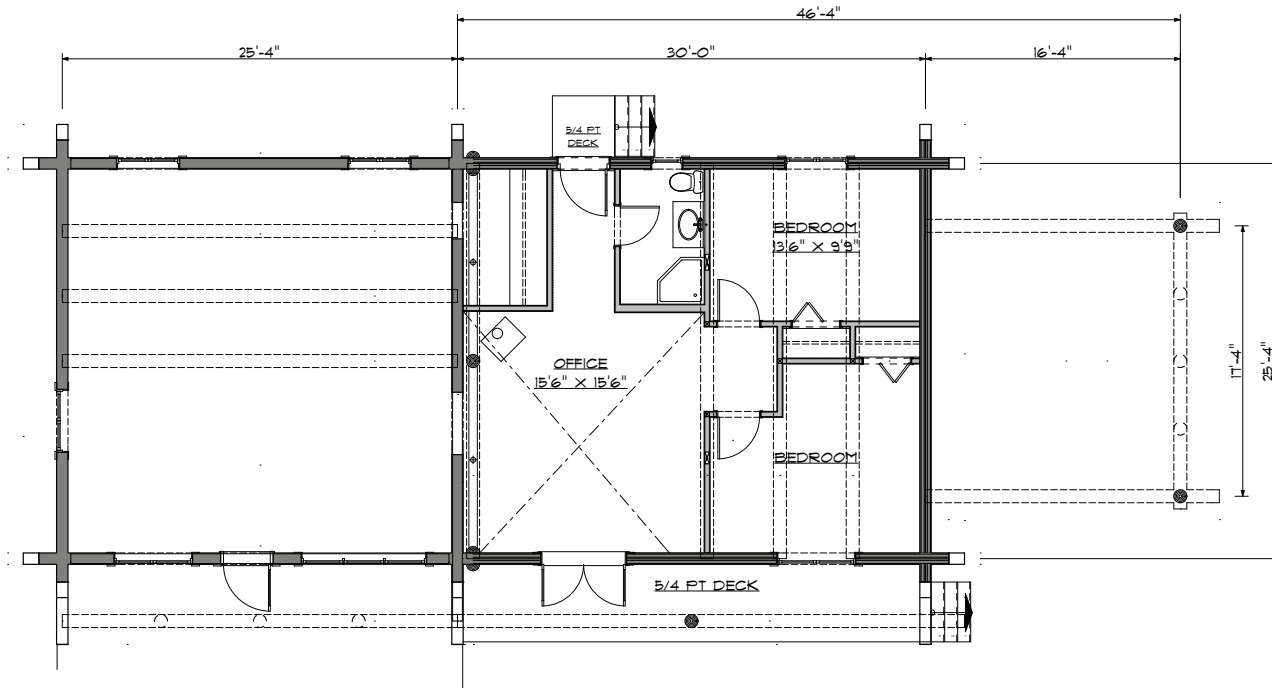 46'-4"
25'-4"
30'-0"
16'-4"
5/4 PT
DECK
BEDROOM
13'6" X 9'9"
OFFICE
15'6" X 15'6"
17'-4"
25'-4"
BEDROOM
5/4 PT DECK